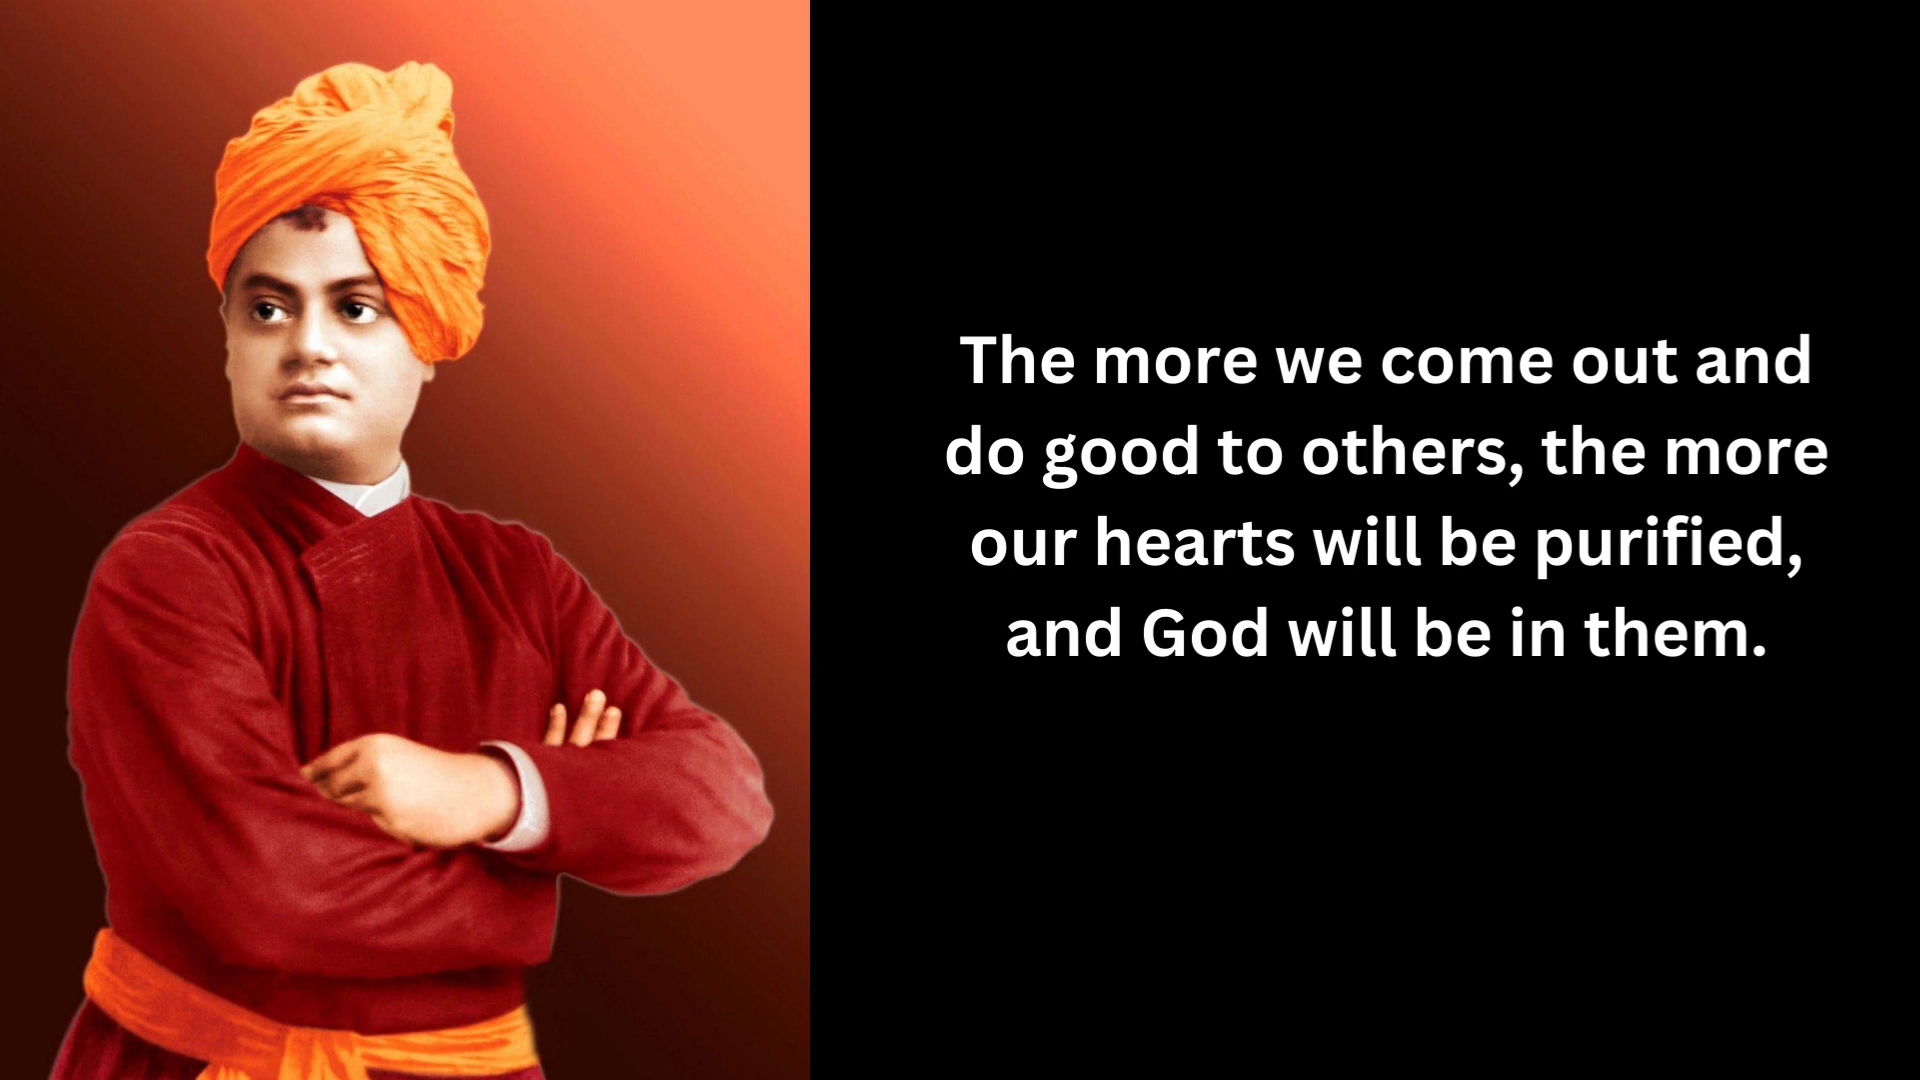 The more we come out and
do good to others, the more
our hearts will be purified,
and God will be in them.